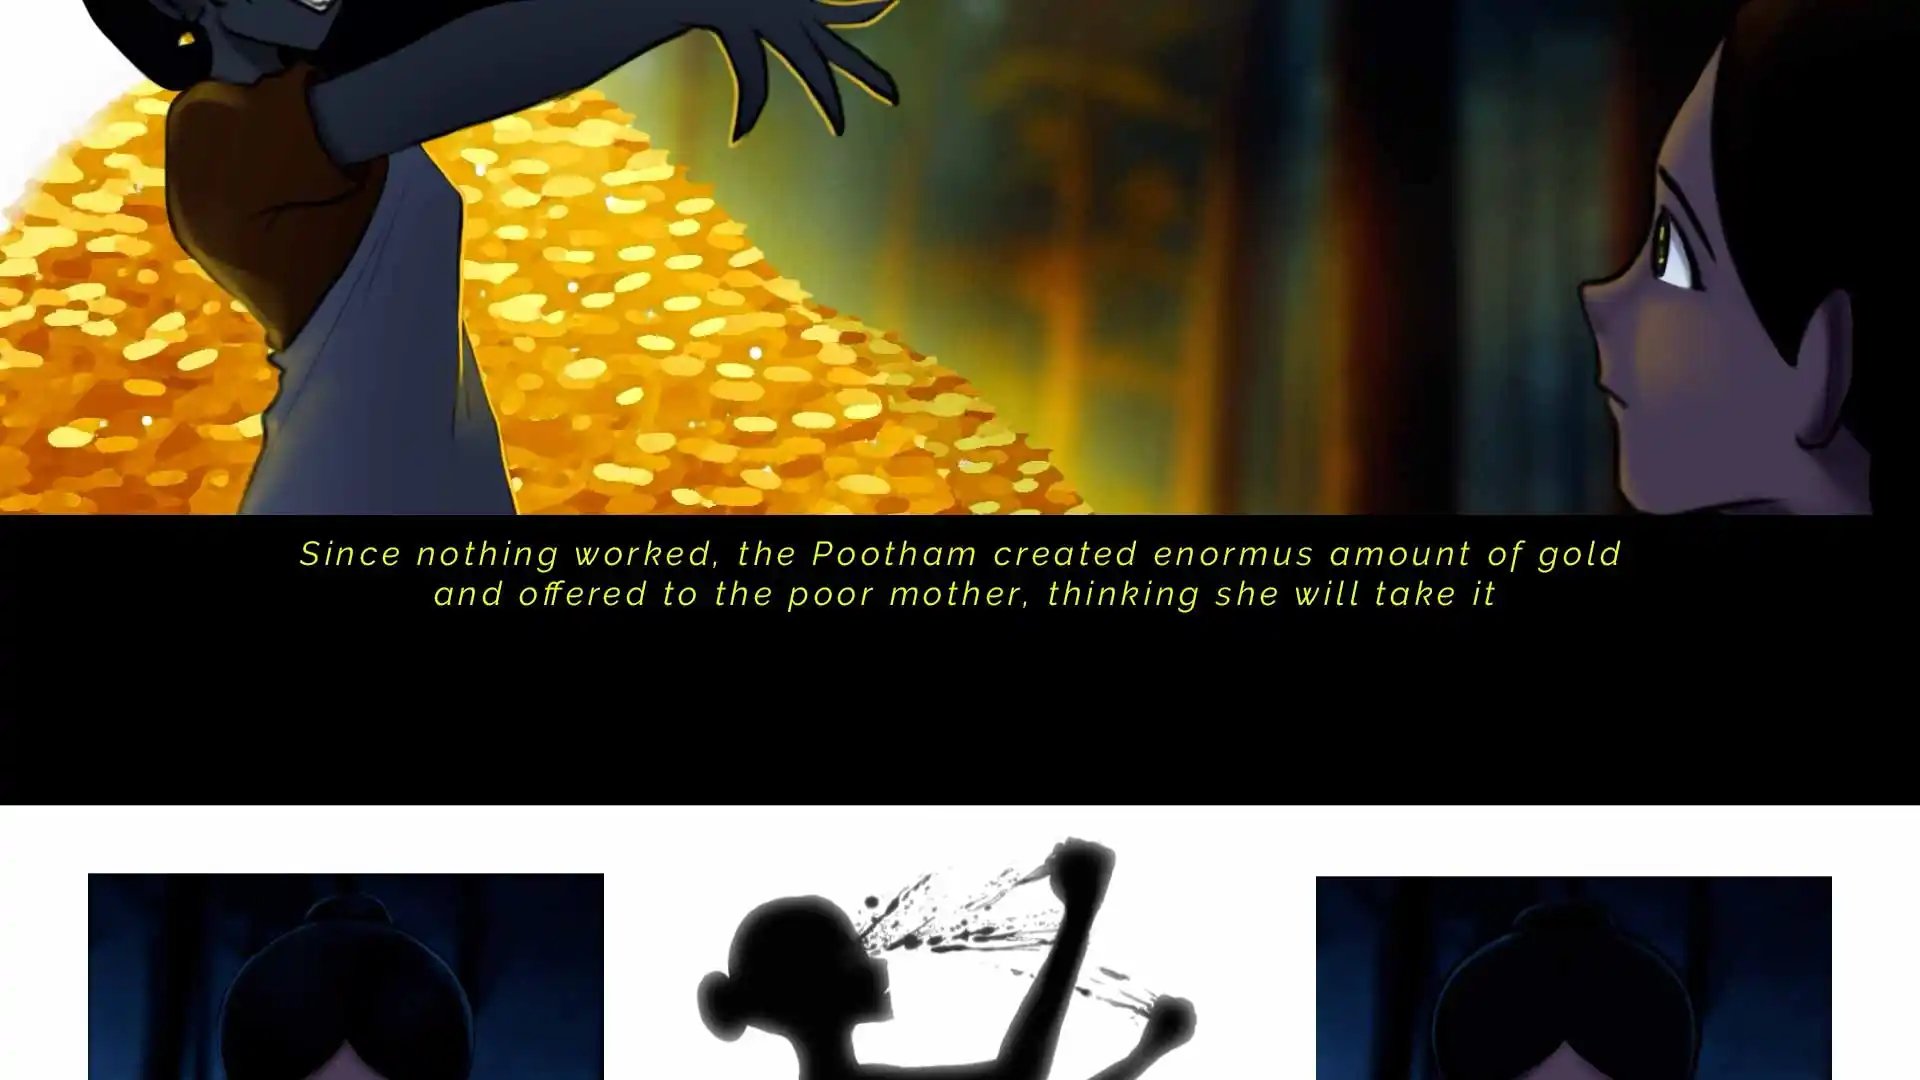 Since nothing worked, the Pootham created enormus amount of gold
and offered to the poor mother, thinking she will take it